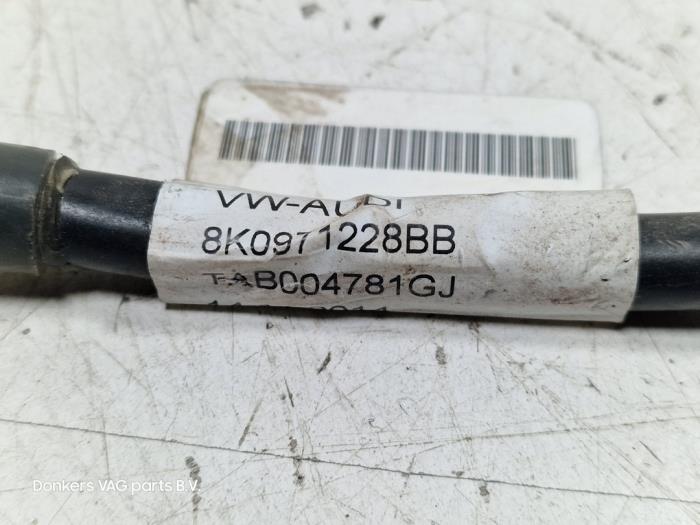 VW-AUDI
8K0971228BB
TAB004781GJ
Donkers VAG parts B.V.